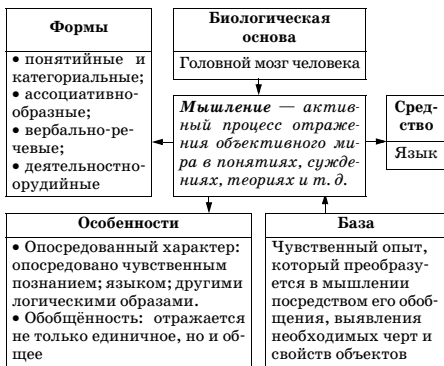 Формы
• понятийные и
категориальные;
• ассоциативно-
образные;
• вербально-ре-
чевые;
• деятельностно-
орудийные
Биологическая
основа
Головной мозг человека
Мышление — актив-
ный процесс отраже-
ния объективного ми-
ра в понятиях, сужде-
ниях, теориях и т. д.
Сред-
ство
Язык
Особенности
• Опосредованный характер:
опосредовано чувственным
познанием; языком; другими
логическими образами.
• Обобщённость: отражается
не только единичное, но и об-
щее
База
Чувственный опыт,
который преобразу-
ется в мышлении
посредством его обоб-
щения, выявления
необходимых черт и
свойств объектов